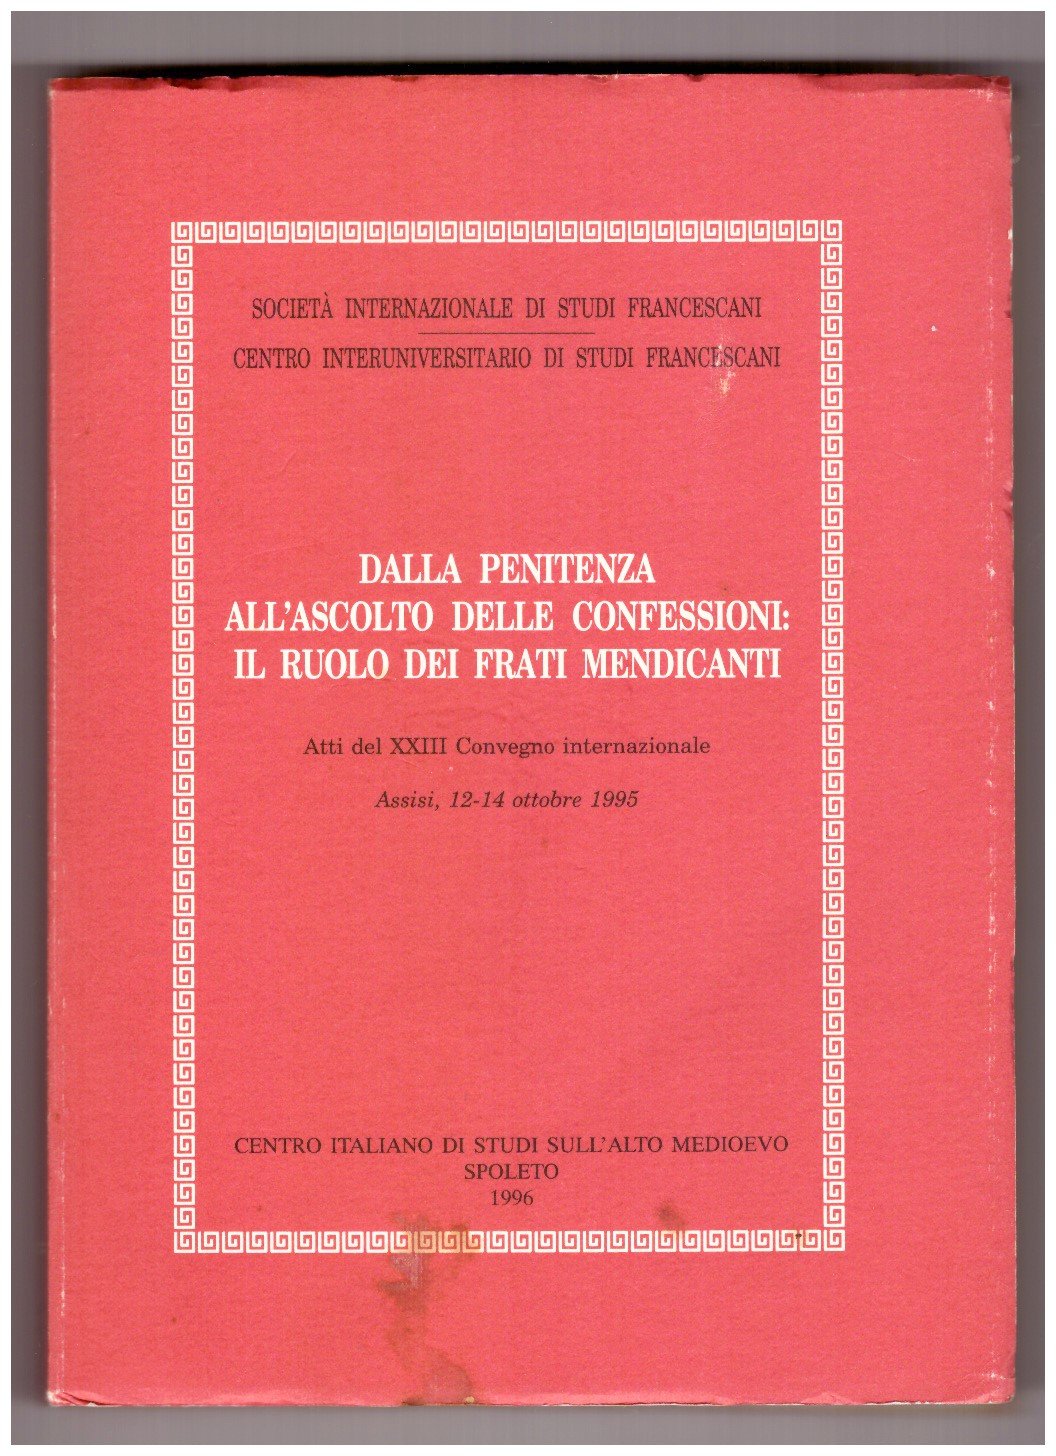 SOCIETÀ INTERNAZIONALE DI STUDI FRANCESCANI
CENTRO INTERUNIVERSITARIO DI STUDI FRANCESCANI
DALLA PENITENZA
ALL'ASCOLTO DELLE CONFESSIONI:
IL RUOLO DEI FRATI MENDICANTI
Atti del XXIII Convegno internazionale
Assisi, 12-14 ottobre 1995
CENTRO ITALIANO DI STUDI SULL'ALTO MEDIOEVO
SPOLETO
1996